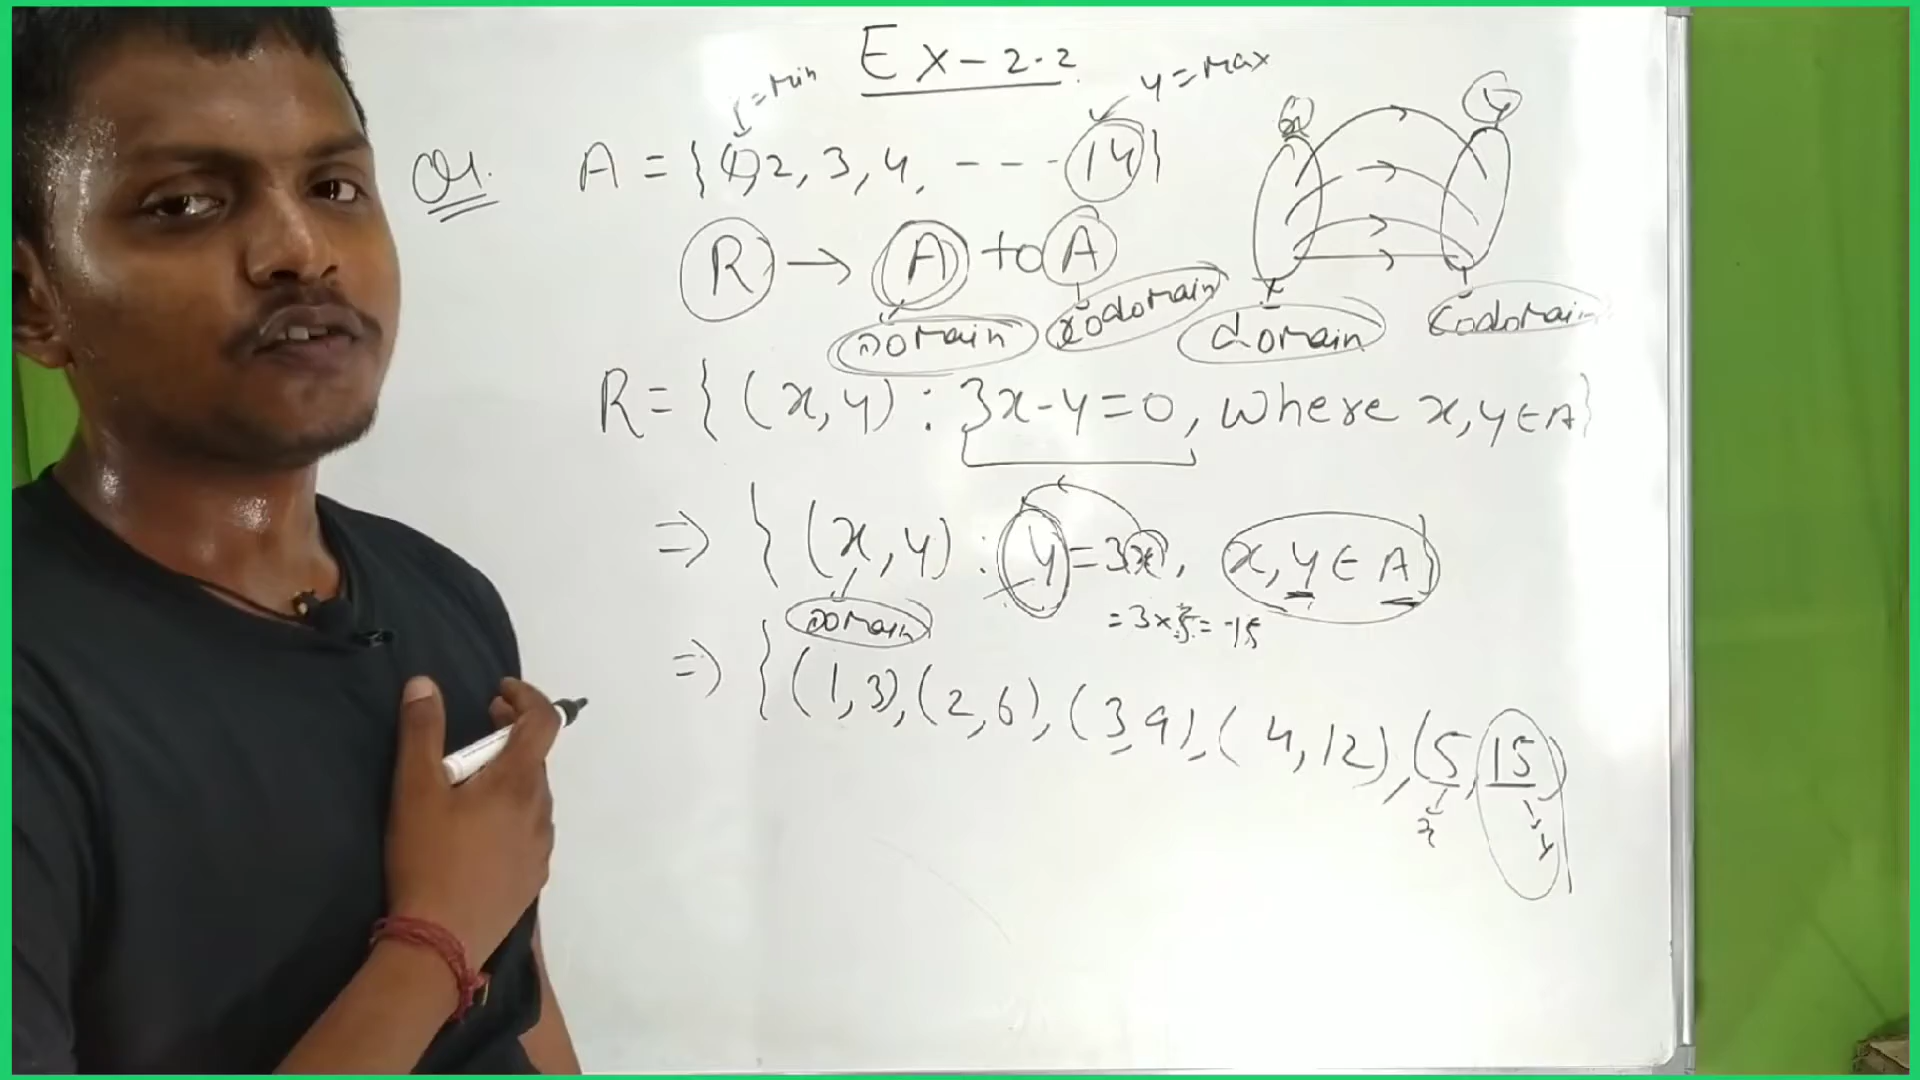 Ex-2.2
=Min
y=Max
Q1. A = {1,2,3,4, ---14}
x y
R → A to A
Domain codomain
domain codomain
R={(x,y): 3x-y=0, where x,y∈A}
⇒ {(x,y): y=3x, x,y∈A}
Domain
=3×5=15
⇒ {(1,3),(2,6),(3,9),(4,12),(5,15)
x y